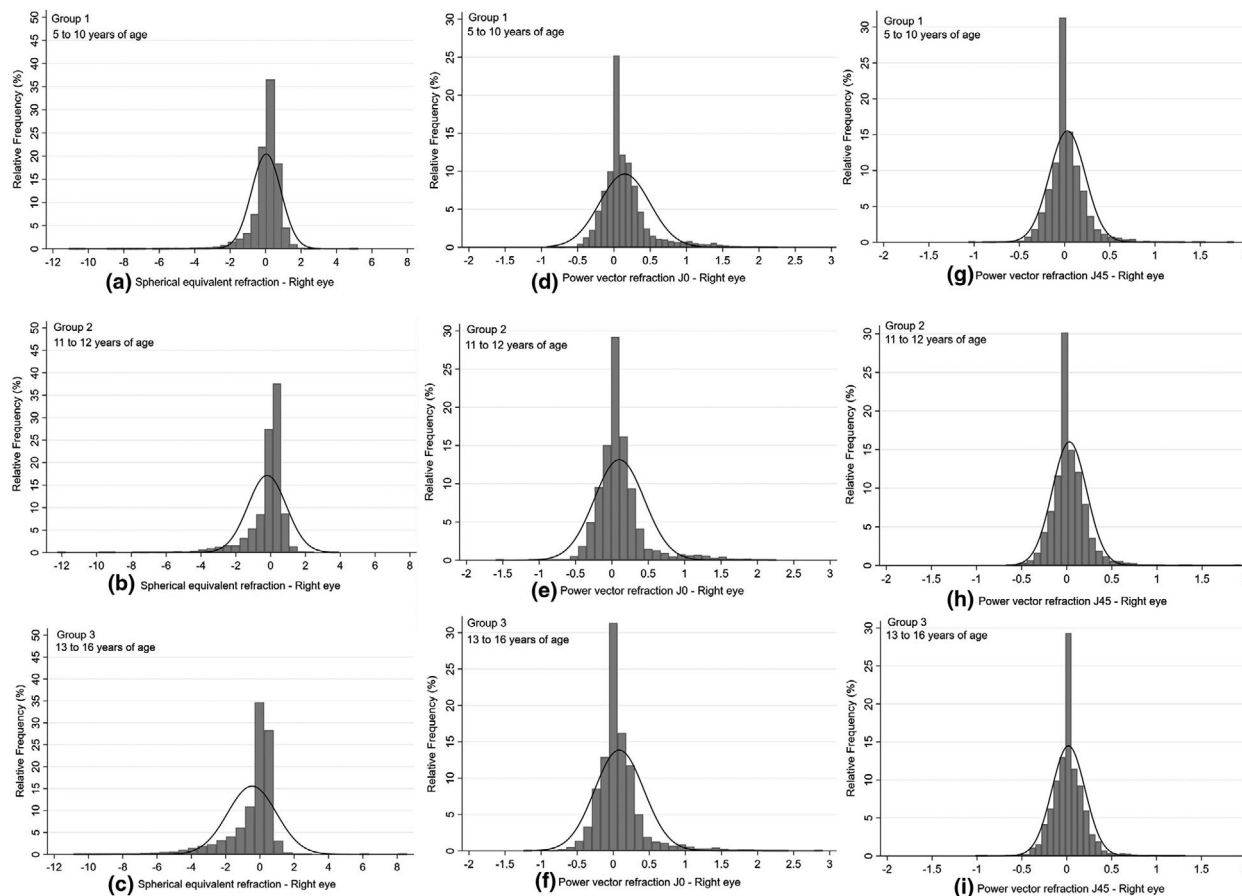 Group 1
5 to 10 years of age
Relative Frequency (%)
50
45
40
35
30
25
20
15
10
5
0
-12 -10 -8 -6 -4 -2 0 2 4 6 8
(a) Spherical equivalent refraction - Right eye
Group 1
5 to 10 years of age
Relative Frequency (%)
30
25
20
15
10
5
0
-2 -1.5 -1 -0.5 0 0.5 1 1.5 2 2.5 3
(d) Power vector refraction J0 - Right eye
Group 1
5 to 10 years of age
Relative Frequency (%)
30
25
20
15
10
5
0
-2 -1.5 -1 -0.5 0 0.5 1 1.5
(g) Power vector refraction J45 - Right eye
Group 2
11 to 12 years of age
Relative Frequency (%)
50
45
40
35
30
25
20
15
10
5
0
-12 -10 -8 -6 -4 -2 0 2 4 6 8
(b) Spherical equivalent refraction - Right eye
Group 2
11 to 12 years of age
Relative Frequency (%)
30
25
20
15
10
5
0
-2 -1.5 -1 -0.5 0 0.5 1 1.5 2 2.5 3
(e) Power vector refraction J0 - Right eye
Group 2
11 to 12 years of age
Relative Frequency (%)
30
25
20
15
10
5
0
-2 -1.5 -1 -0.5 0 0.5 1 1.5
(h) Power vector refraction J45 - Right eye
Group 3
13 to 16 years of age
Relative Frequency (%)
50
45
40
35
30
25
20
15
10
5
0
-12 -10 -8 -6 -4 -2 0 2 4 6 8
(c) Spherical equivalent refraction - Right eye
Group 3
13 to 16 years of age
Relative Frequency (%)
30
25
20
15
10
5
0
-2 -1.5 -1 -0.5 0 0.5 1 1.5 2 2.5 3
(f) Power vector refraction J0 - Right eye
Group 3
13 to 16 years of age
Relative Frequency (%)
30
25
20
15
10
5
0
-2 -1.5 -1 -0.5 0 0.5 1 1.5
(i) Power vector refraction J45 - Right eye